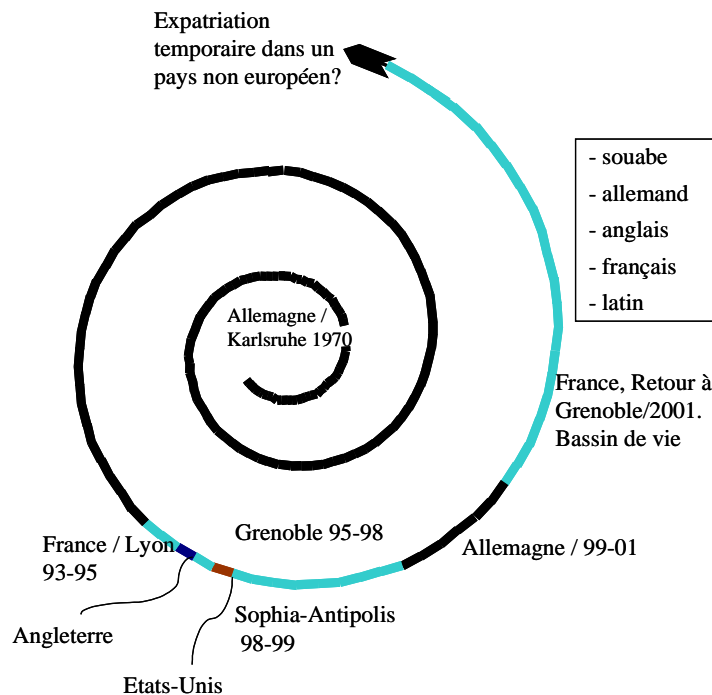 Expatriation
temporaire dans un
pays non européen?
- souabe
- allemand
- anglais
- français
- latin
Allemagne /
Karlsruhe 1970
France, Retour à
Grenoble/2001.
Bassin de vie
Grenoble 95-98
France / Lyon
93-95
Allemagne / 99-01
Sophia-Antipolis
98-99
Angleterre
Etats-Unis